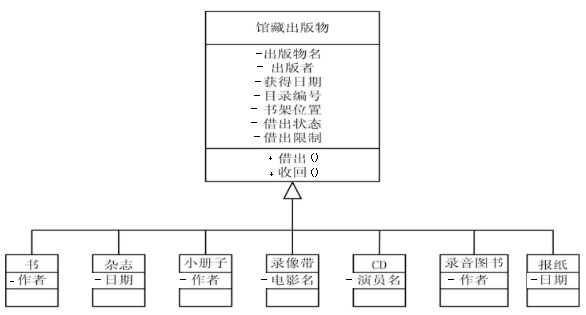 馆藏出版物
-出版物名
- 出版者
-获得日期
-目录编号
- 书架位置
- 借出状态
-借出限制
+ 借出()
+ 收回()
书
-作者
杂志
-日期
小册子
- 作者
录像带
-电影名
CD
- 演员名
录音图书
- 作者
报纸
-日期